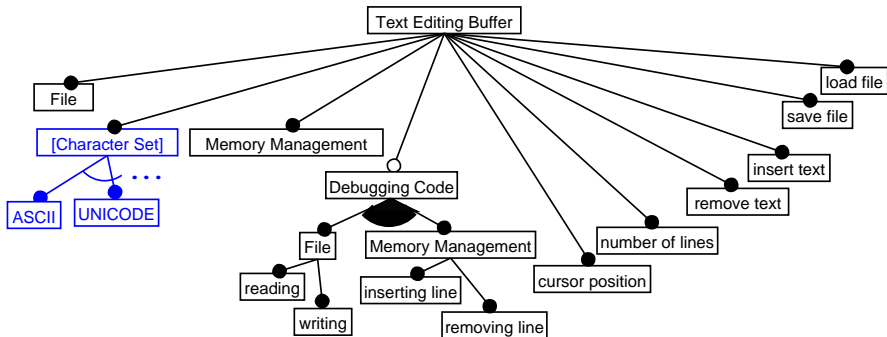 Text Editing Buffer
load file
File
save file
[Character Set]
Memory Management
insert text
• • •
Debugging Code
remove text
ASCII
UNICODE
File
Memory Management
number of lines
reading
inserting line
cursor position
writing
removing line